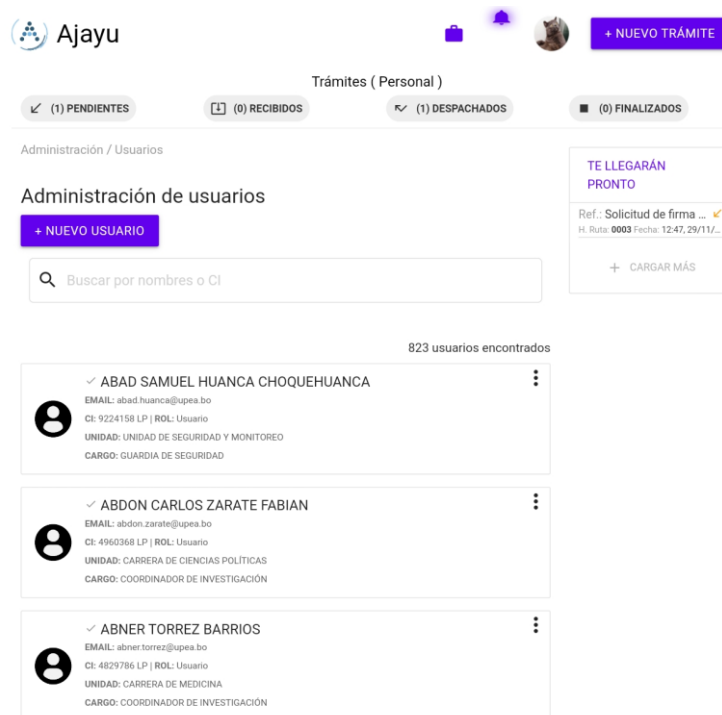 Ajayu
+ NUEVO TRÁMITE
Trámites ( Personal )
(1) PENDIENTES
(0) RECIBIDOS
(1) DESPACHADOS
(0) FINALIZADOS
Administración / Usuarios
Administración de usuarios
+ NUEVO USUARIO
Buscar por nombres o CI
823 usuarios encontrados
ABAD SAMUEL HUANCA CHOQUEHUANCA
EMAIL: abad.huanca@upea.bo
CI: 9224158 LP | ROL: Usuario
UNIDAD: UNIDAD DE SEGURIDAD Y MONITOREO
CARGO: GUARDIA DE SEGURIDAD
ABDON CARLOS ZARATE FABIAN
EMAIL: abdon.zarate@upea.bo
CI: 4960368 LP | ROL: Usuario
UNIDAD: CARRERA DE CIENCIAS POLÍTICAS
CARGO: COORDINADOR DE INVESTIGACIÓN
ABNER TORREZ BARRIOS
EMAIL: abner.torrez@upea.bo
CI: 4829786 LP | ROL: Usuario
UNIDAD: CARRERA DE MEDICINA
CARGO: COORDINADOR DE INVESTIGACIÓN
TE LLEGARÁN
PRONTO
Ref.: Solicitud de firma ...
H. Ruta: 0003 Fecha: 12:47, 29/11/...
+ CARGAR MÁS